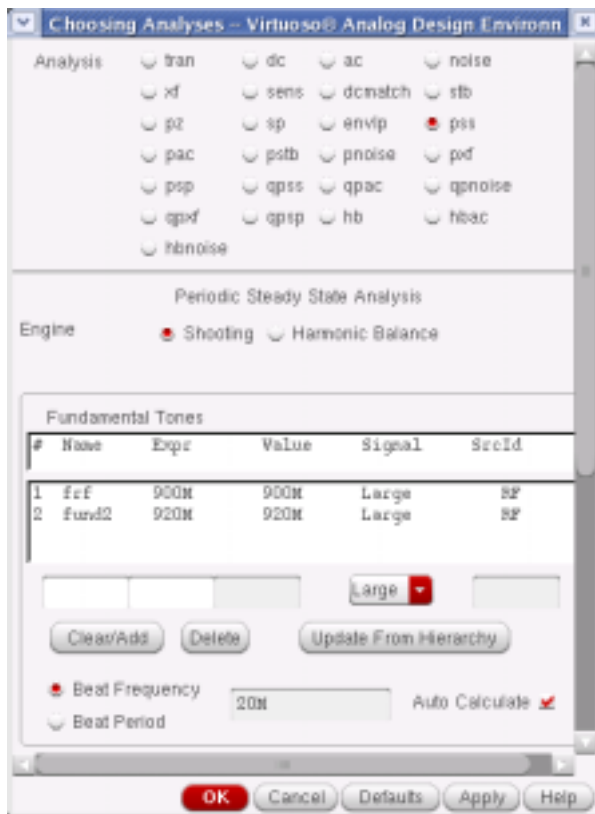 Choosing Analyses -- Virtuoso® Analog Design Environn
Analysis tran dc ac noise
xf sens dcmatch stb
pz sp envlp pss
pac pstb pnoise pxf
psp qpss qpac qpnoise
qpxf qpsp hb hbac
hbnoise
Periodic Steady State Analysis
Engine Shooting Harmonic Balance
Fundamental Tones
# Name Expr Value Signal SrcId
1 frf 900M 900M Large RF
2 fund2 920M 920M Large RF
Large
Clear/Add Delete Update From Hierarchy
Beat Frequency 20M Auto Calculate
Beat Period
OK Cancel Defaults Apply Help